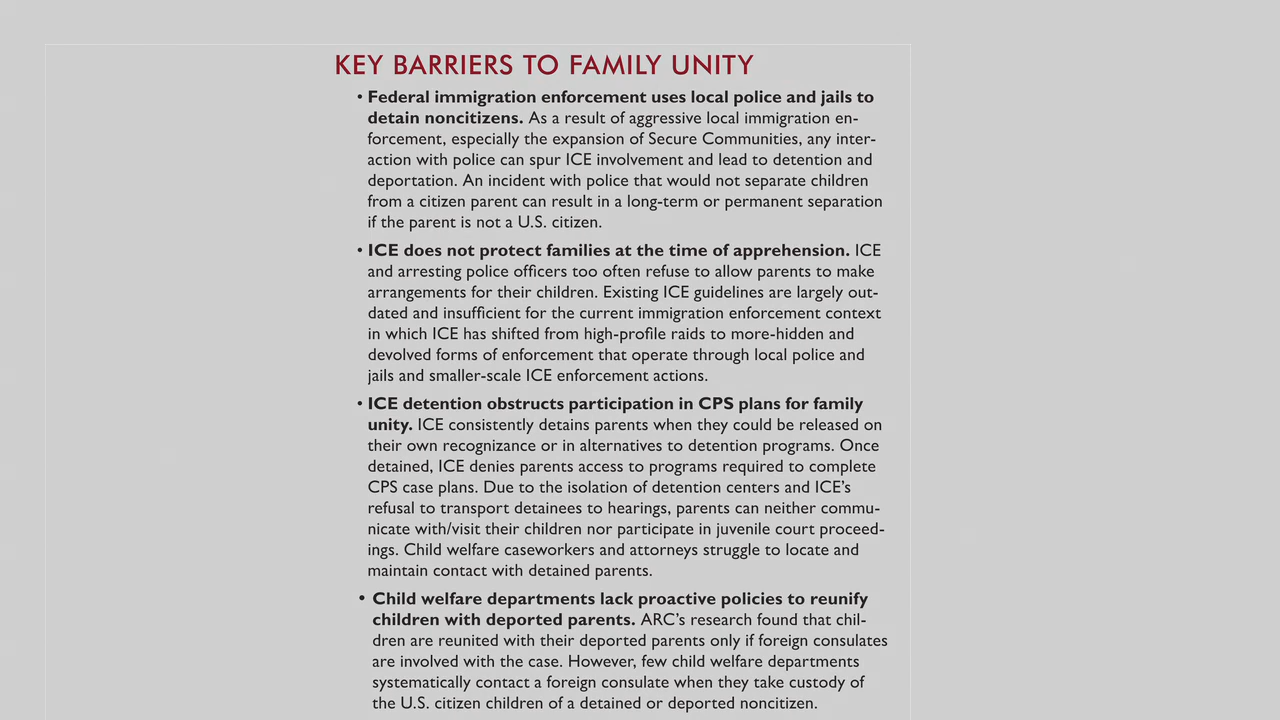 KEY BARRIERS TO FAMILY UNITY
• Federal immigration enforcement uses local police and jails to
detain noncitizens. As a result of aggressive local immigration en-
forcement, especially the expansion of Secure Communities, any inter-
action with police can spur ICE involvement and lead to detention and
deportation. An incident with police that would not separate children
from a citizen parent can result in a long-term or permanent separation
if the parent is not a U.S. citizen.
• ICE does not protect families at the time of apprehension. ICE
and arresting police officers too often refuse to allow parents to make
arrangements for their children. Existing ICE guidelines are largely out-
dated and insufficient for the current immigration enforcement context
in which ICE has shifted from high-profile raids to more-hidden and
devolved forms of enforcement that operate through local police and
jails and smaller-scale ICE enforcement actions.
• ICE detention obstructs participation in CPS plans for family
unity. ICE consistently detains parents when they could be released on
their own recognizance or in alternatives to detention programs. Once
detained, ICE denies parents access to programs required to complete
CPS case plans. Due to the isolation of detention centers and ICE’s
refusal to transport detainees to hearings, parents can neither commu-
nicate with/visit their children nor participate in juvenile court proceed-
ings. Child welfare caseworkers and attorneys struggle to locate and
maintain contact with detained parents.
• Child welfare departments lack proactive policies to reunify
children with deported parents. ARC’s research found that chil-
dren are reunited with their deported parents only if foreign consulates
are involved with the case. However, few child welfare departments
systematically contact a foreign consulate when they take custody of
the U.S. citizen children of a detained or deported noncitizen.